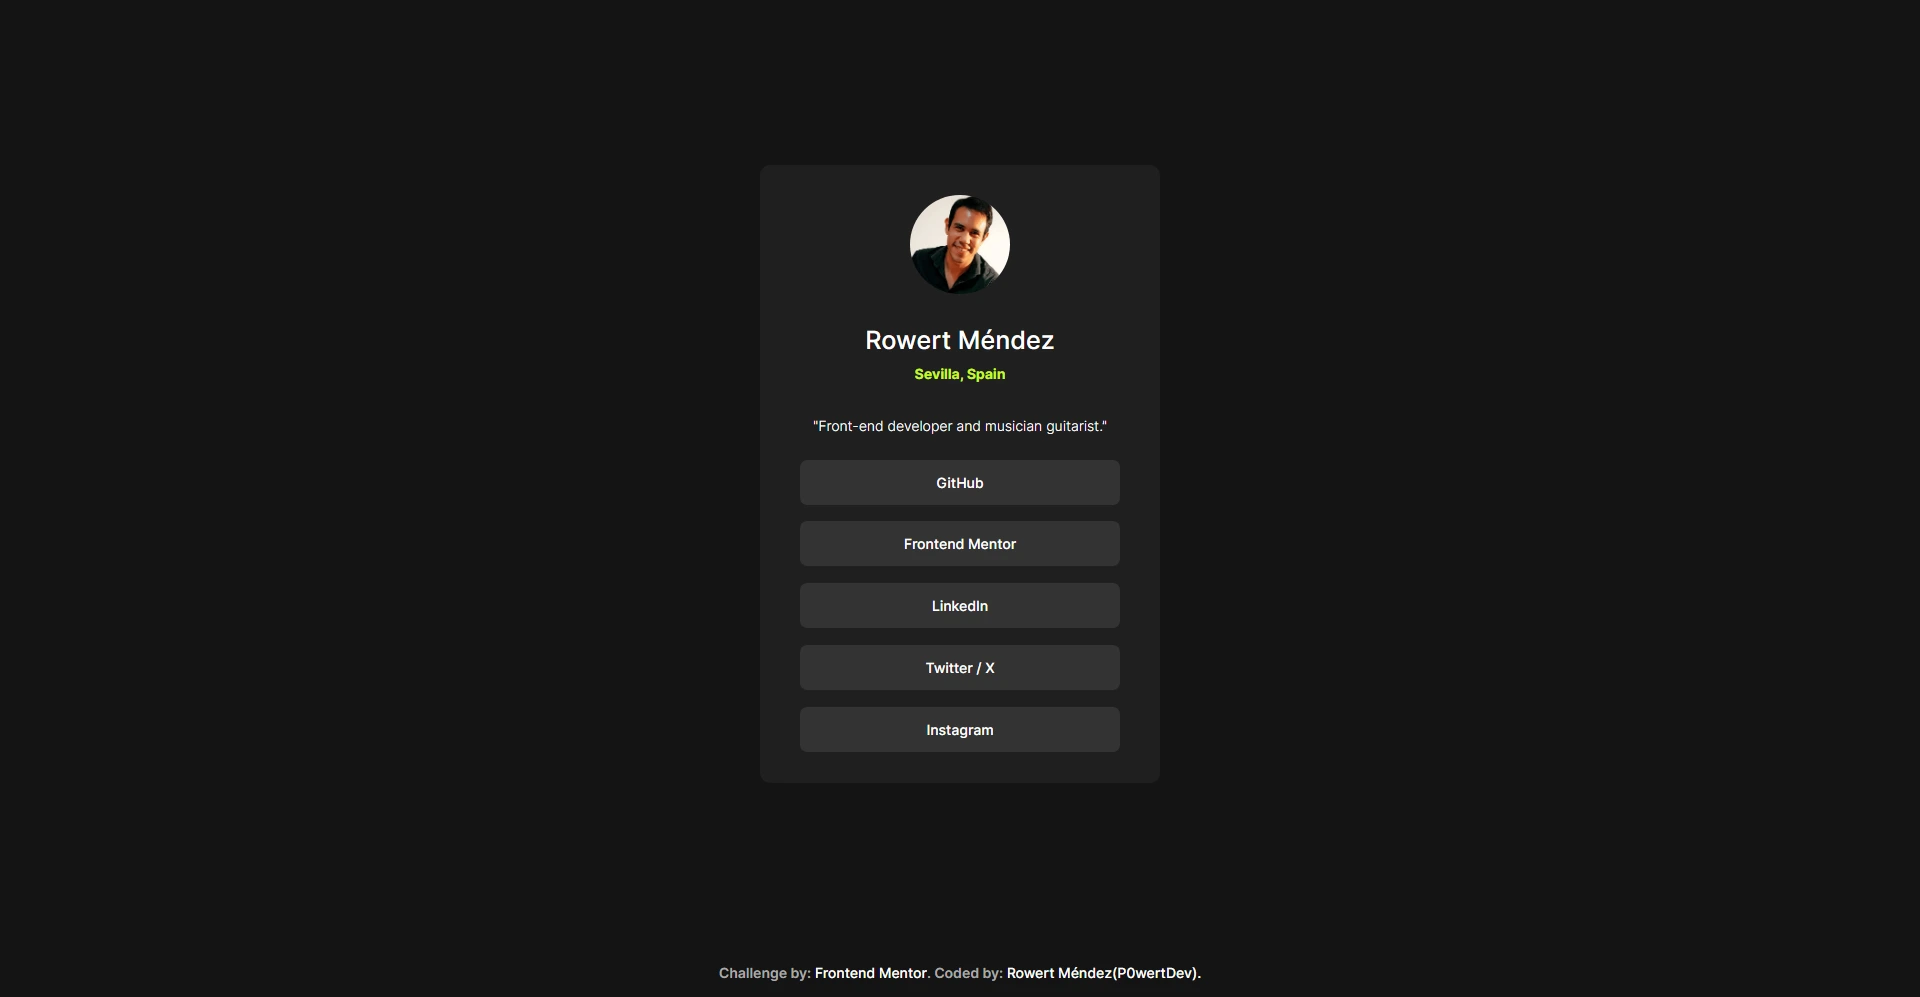 Rowert Méndez
Sevilla, Spain
"Front-end developer and musician guitarist."
GitHub
Frontend Mentor
LinkedIn
Twitter / X
Instagram
Challenge by: Frontend Mentor. Coded by: Rowert Méndez(P0wertDev).